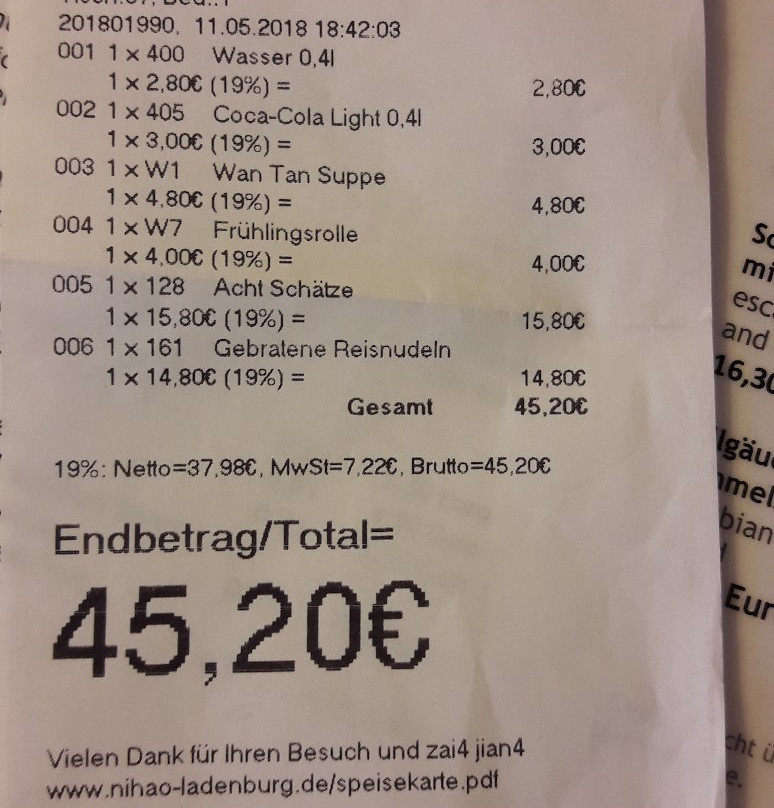 201801990, 11.05.2018 18:42:03
001 1 x 400 Wasser 0,4l
1 x 2,80€ (19%) = 2,80€
002 1 x 405 Coca-Cola Light 0,4l
1 x 3,00€ (19%) = 3,00€
003 1 x W1 Wan Tan Suppe
1 x 4,80€ (19%) = 4,80€
004 1 x W7 Frühlingsrolle
1 x 4,00€ (19%) = 4,00€
005 1 x 128 Acht Schätze
1 x 15,80€ (19%) = 15,80€
006 1 x 161 Gebratene Reisnudeln
1 x 14,80€ (19%) = 14,80€
Gesamt 45,20€
19%: Netto=37,98€, MwSt=7,22€, Brutto=45,20€
Endbetrag/Total=
45,20€
Vielen Dank für Ihren Besuch und zai4 jian4
www.nihao-ladenburg.de/speisekarte.pdf
and